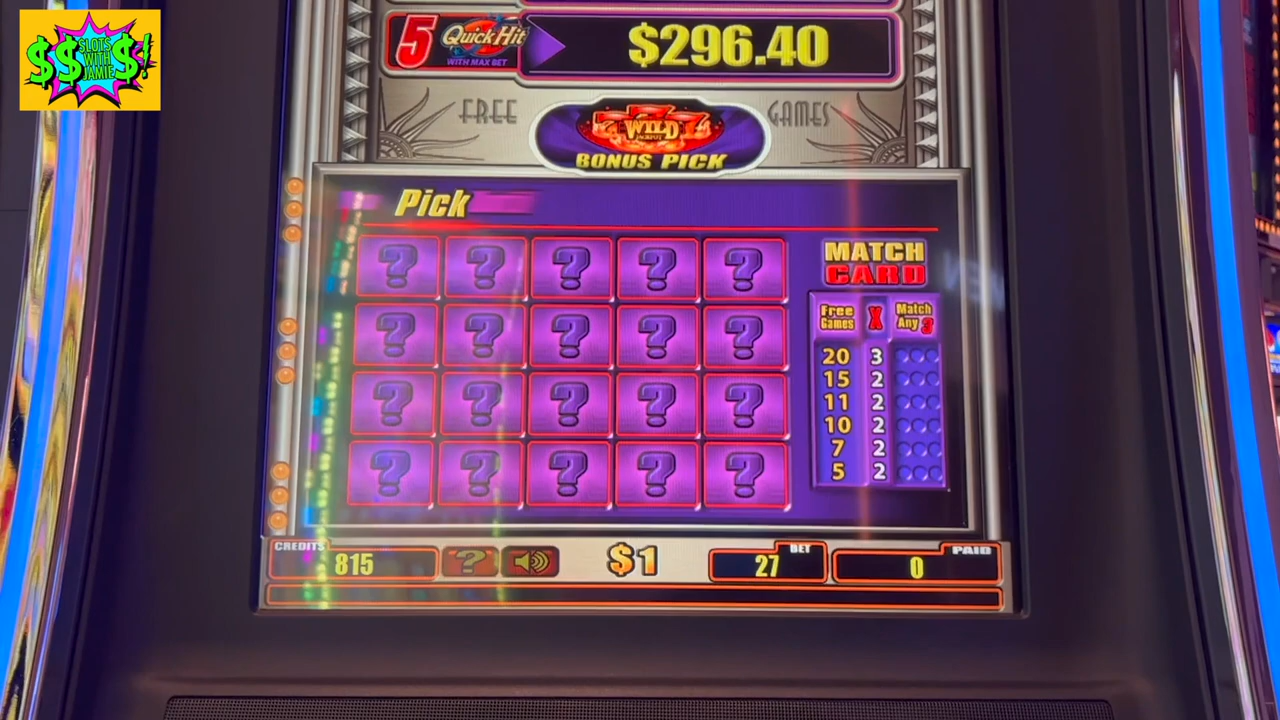 $$ SLOTS WITH JAMIE $!
5 Quick Hit WITH MAX BET $296.40
FREE GAMES
WILD JACKPOT
BONUS PICK
Pick
? ? ? ? ?
? ? ? ? ?
? ? ? ? ?
? ? ? ? ?
MATCH
CARD
Free Games X Match Any 3
20 3
15 2
11 2
10 2
7 2
5 2
CREDITS 815
?
$1
BET 27
PAID 0